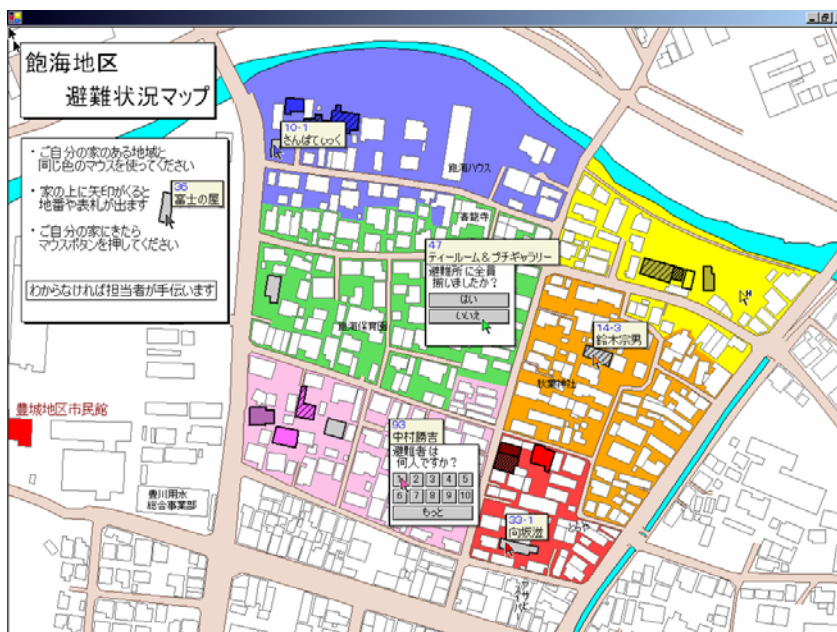 飽海地区
避難状況マップ
・ご自分の家のある地域と
同じ色のマウスを使ってください
・家の上に矢印がくると
地番や表札が出ます
36
富士の屋
・ご自分の家にきたら
マウスボタンを押してください
わからなければ担当者が手伝います
10-1
さんぱてぃっく
飽海ハウス
喜龍寺
47
ティールーム&プチギャラリー
避難所に全員
揃いましたか?
はい
いいえ
14-3
鈴木宗男
飽海保育園
秋葉神社
豊城地区市民館
93
中村勝吉
避難者は
何人ですか?
1 2 3 4 5
6 7 8 9 10
もっと
豊川用水
総合事業部
33-1
向坂滋